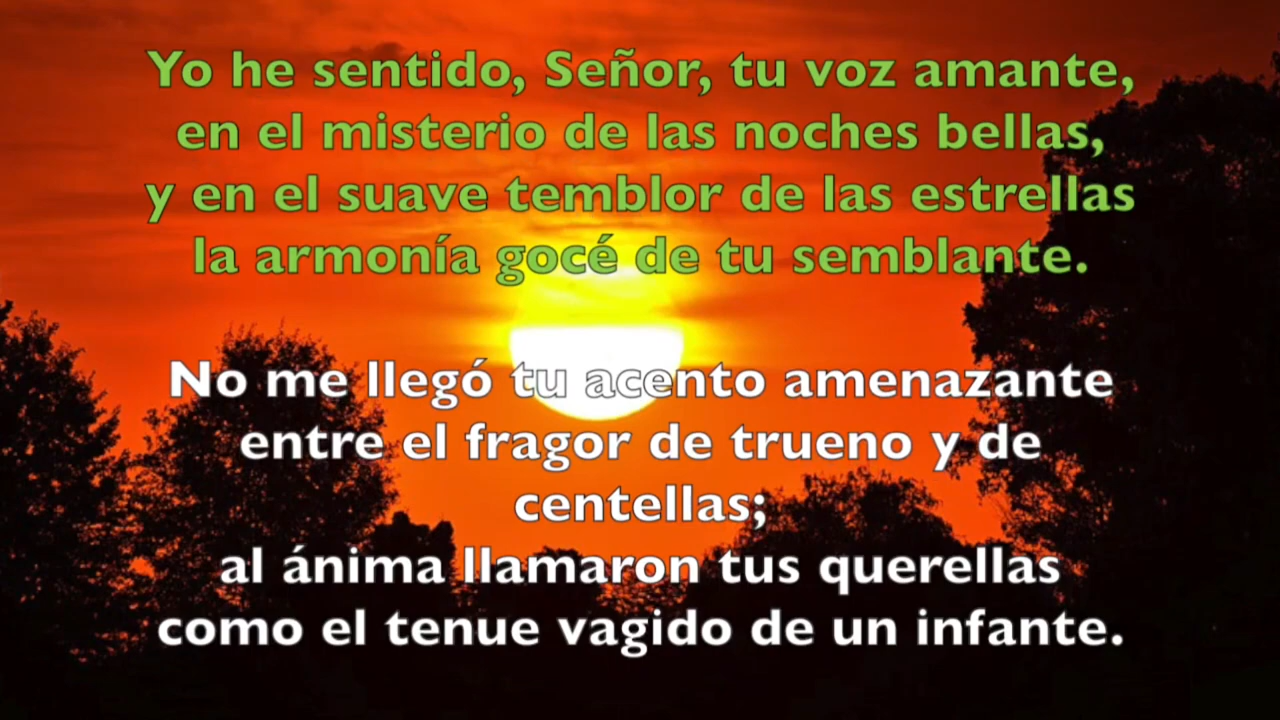 Yo he sentido, Señor, tu voz amante,
en el misterio de las noches bellas,
y en el suave temblor de las estrellas
la armonía gocé de tu semblante.
No me llegó tu acento amenazante
entre el fragor de trueno y de
centellas;
al ánima llamaron tus querellas
como el tenue vagido de un infante.